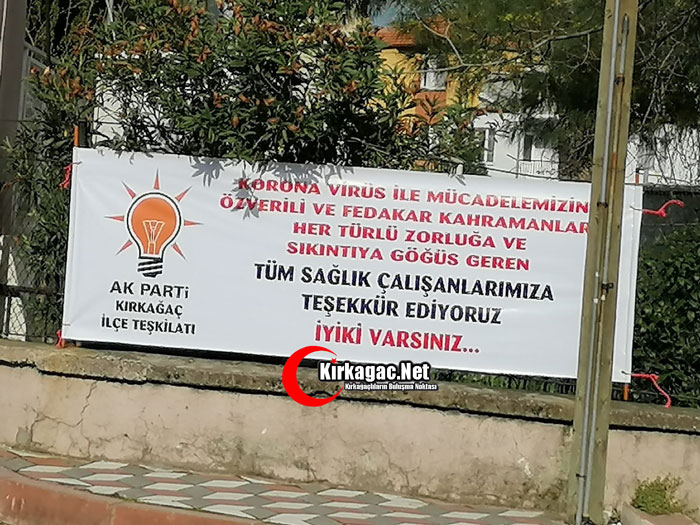 KORONA VİRÜS İLE MÜCADELEMİZİN
ÖZVERİLİ VE FEDAKAR KAHRAMANLAR
HER TÜRLÜ ZORLUĞA VE
SIKINTIYA GÖĞÜS GEREN
TÜM SAĞLIK ÇALIŞANLARIMIZA
TEŞEKKÜR EDİYORUZ
İYİKİ VARSINIZ...
AK PARTİ
KIRKAĞAÇ
İLÇE TEŞKİLATI
Kirkagac.Net
Kırkağaçlıların Buluşma Noktası